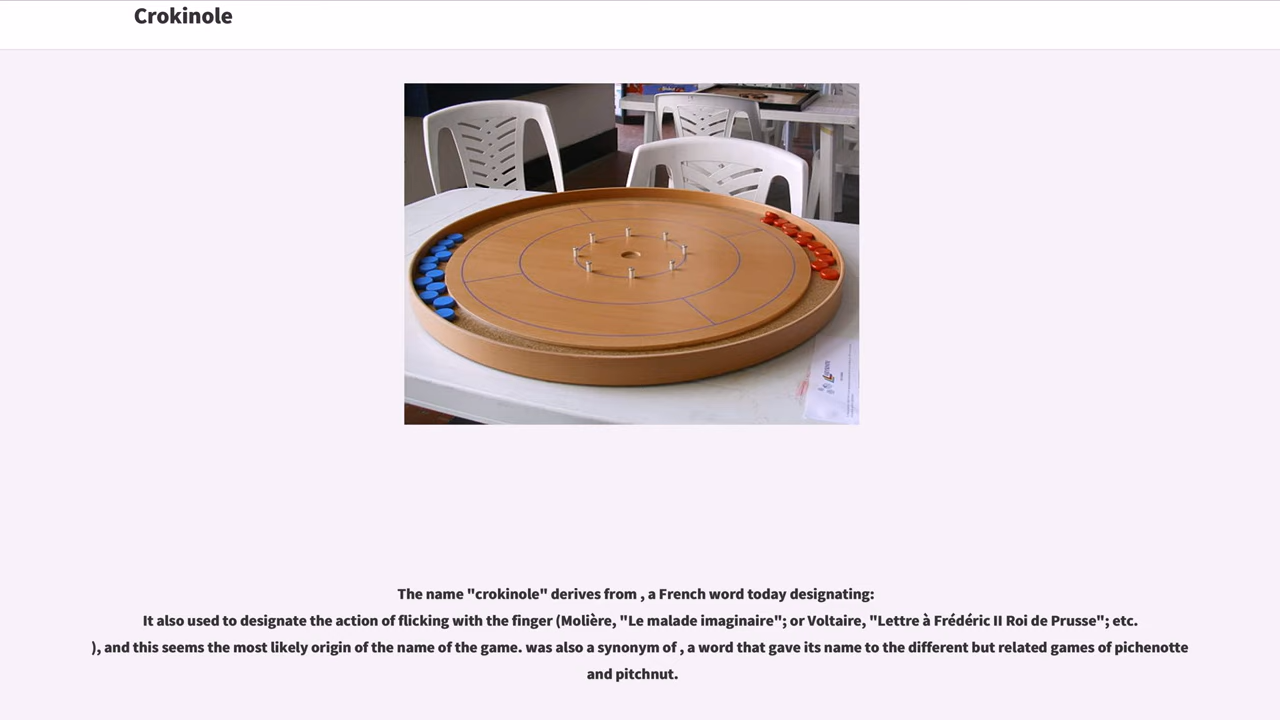 Crokinole
The name "crokinole" derives from , a French word today designating:
It also used to designate the action of flicking with the finger (Molière, "Le malade imaginaire"; or Voltaire, "Lettre à Frédéric II Roi de Prusse"; etc.
), and this seems the most likely origin of the name of the game. was also a synonym of , a word that gave its name to the different but related games of pichenotte
and pitchnut.